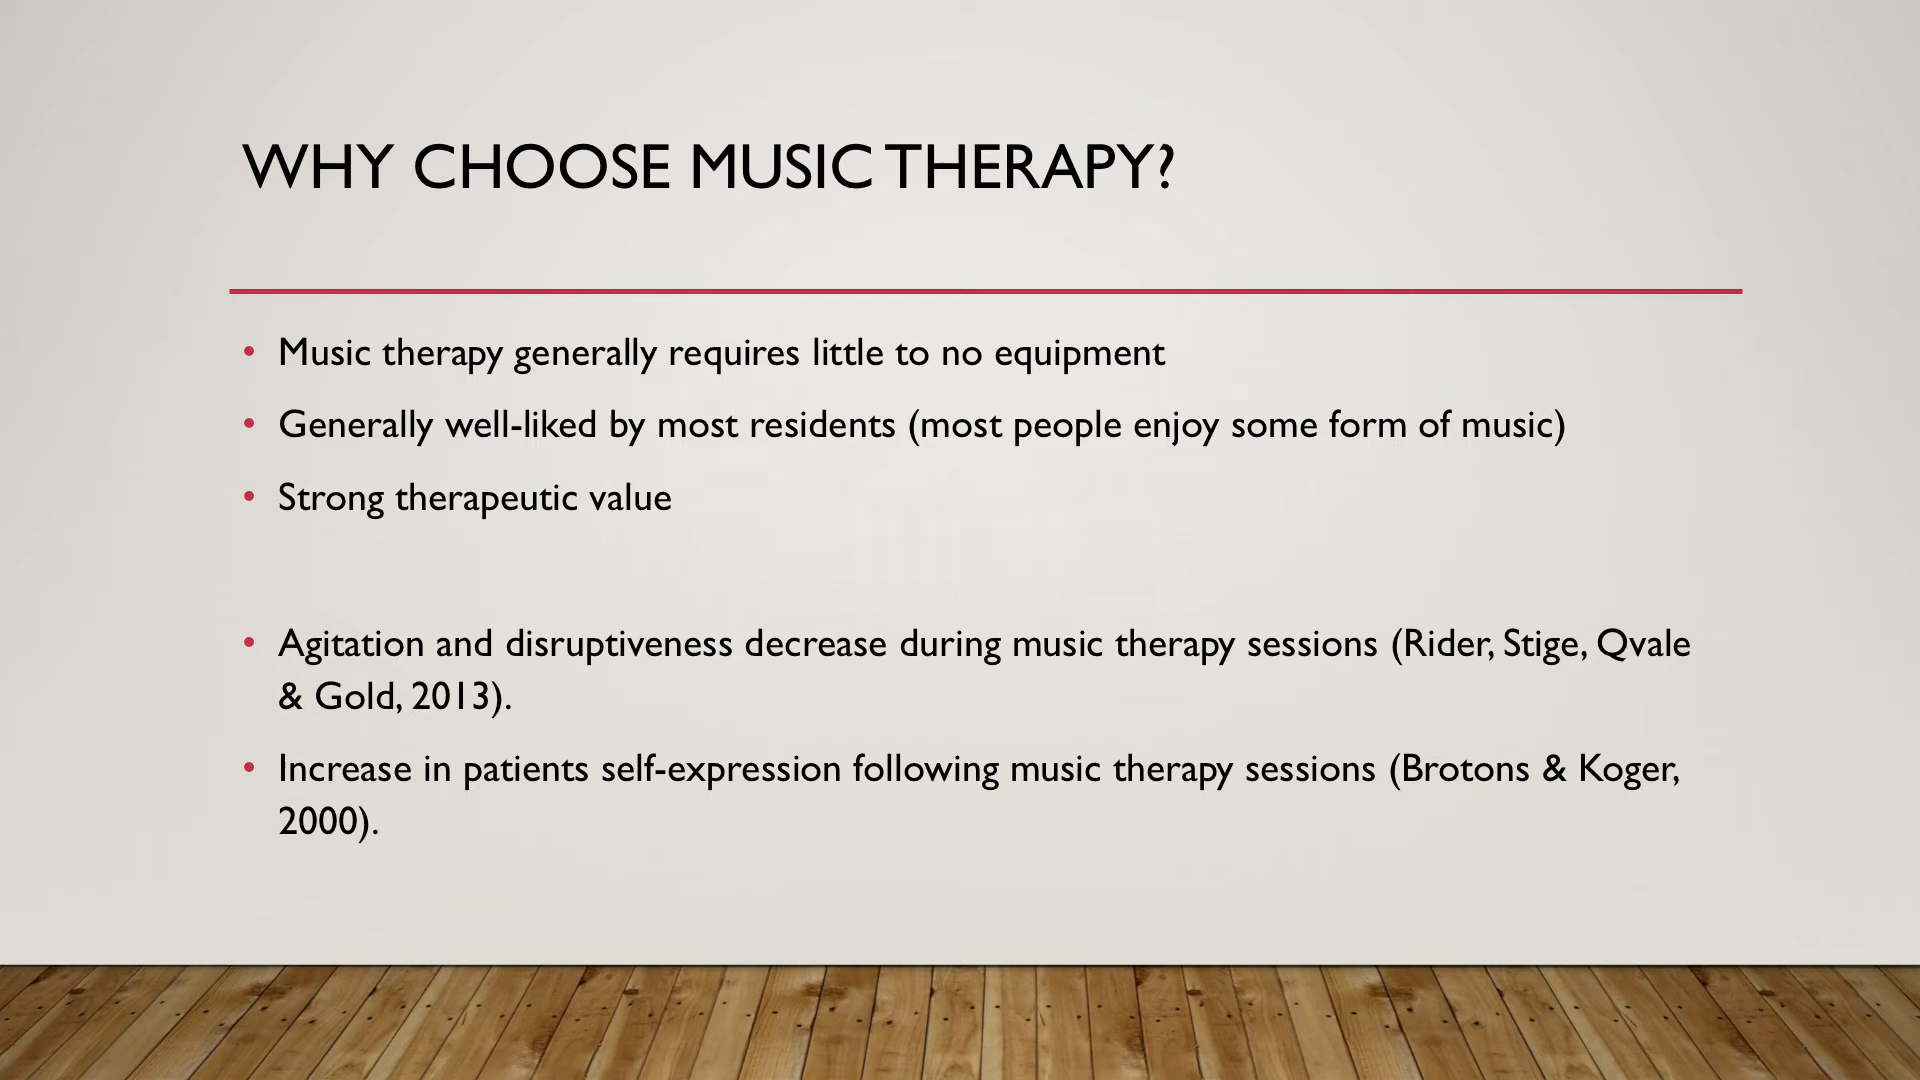 WHY CHOOSE MUSIC THERAPY?
• Music therapy generally requires little to no equipment
• Generally well-liked by most residents (most people enjoy some form of music)
• Strong therapeutic value
• Agitation and disruptiveness decrease during music therapy sessions (Rider, Stige, Qvale
& Gold, 2013).
• Increase in patients self-expression following music therapy sessions (Brotons & Koger,
2000).